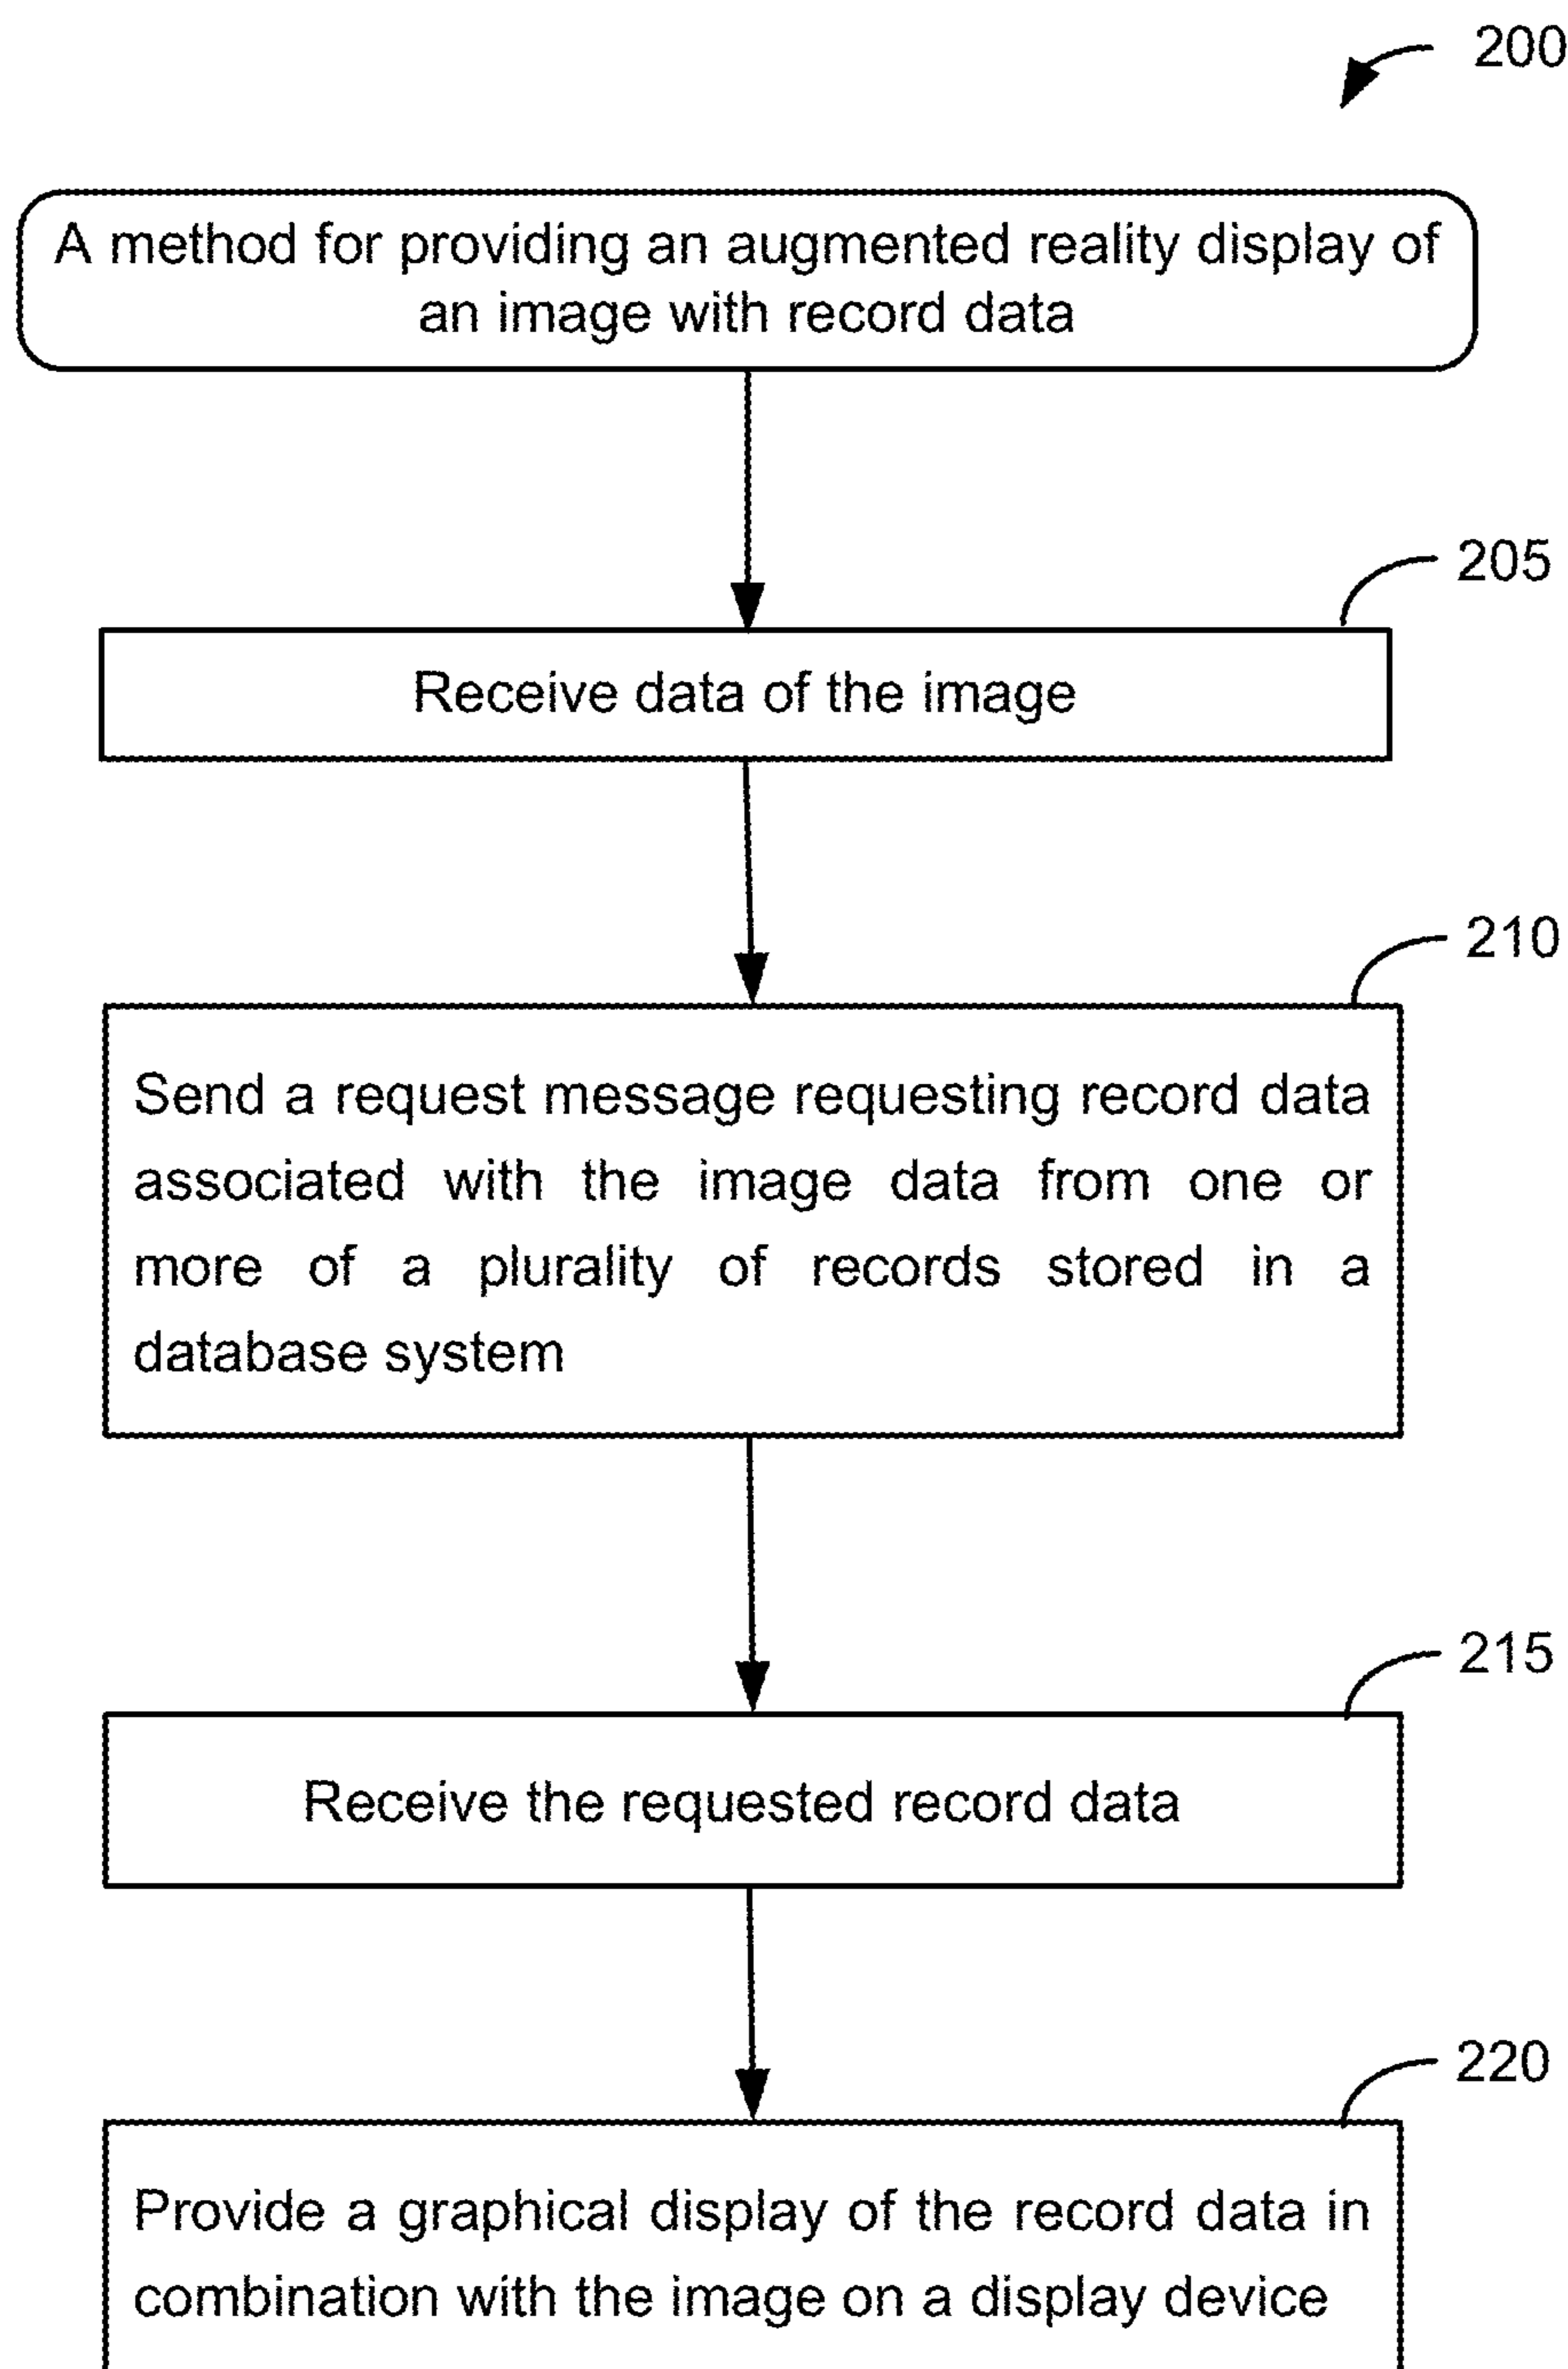 200
A method for providing an augmented reality display of
an image with record data
205
Receive data of the image
210
Send a request message requesting record data
associated with the image data from one or
more of a plurality of records stored in a
database system
215
Receive the requested record data
220
Provide a graphical display of the record data in
combination with the image on a display device